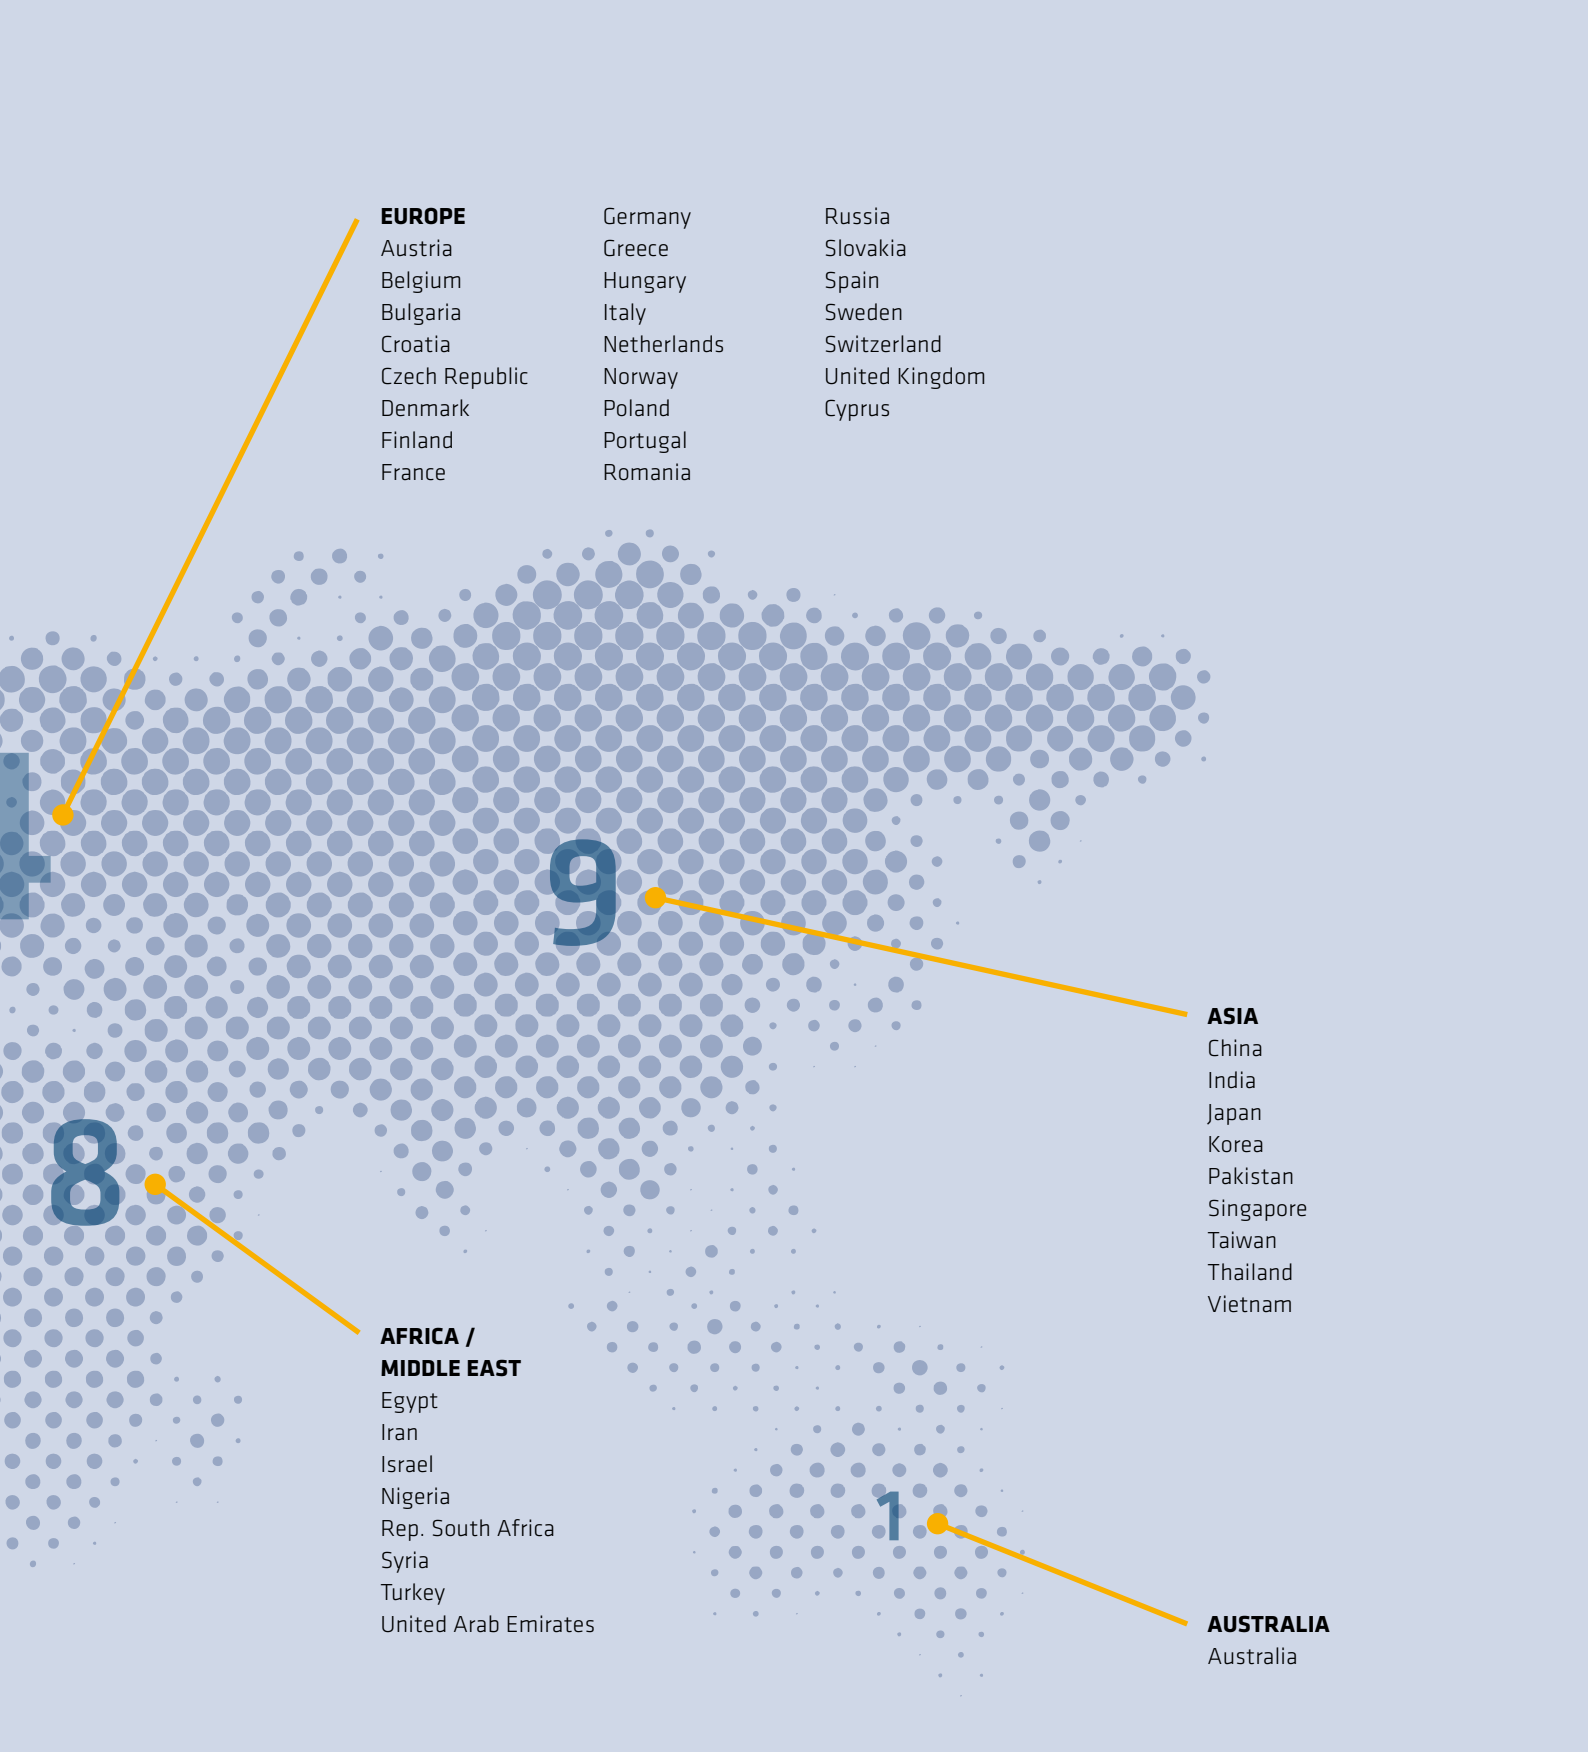 EUROPE
Austria
Belgium
Bulgaria
Croatia
Czech Republic
Denmark
Finland
France
Germany
Greece
Hungary
Italy
Netherlands
Norway
Poland
Portugal
Romania
Russia
Slovakia
Spain
Sweden
Switzerland
United Kingdom
Cyprus
9
ASIA
China
India
Japan
Korea
Pakistan
Singapore
Taiwan
Thailand
Vietnam
8
AFRICA /
MIDDLE EAST
Egypt
Iran
Israel
Nigeria
Rep. South Africa
Syria
Turkey
United Arab Emirates
1
AUSTRALIA
Australia